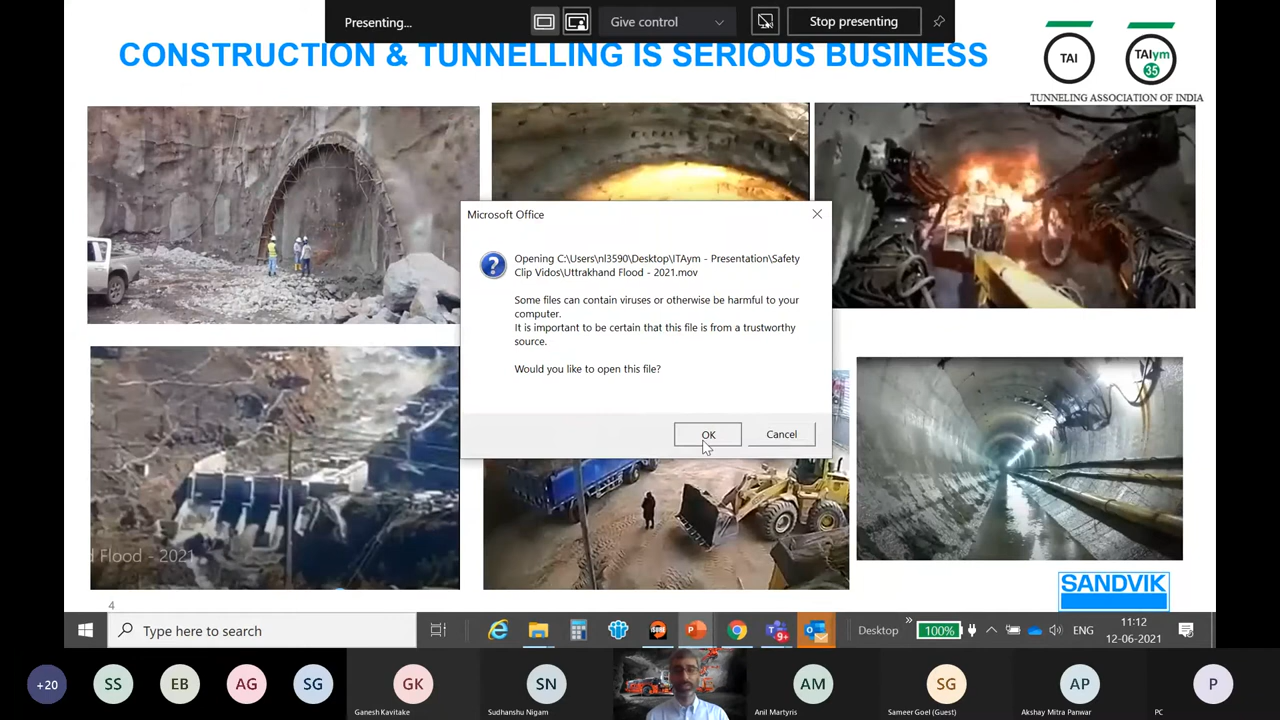 Presenting...
Give control
Stop presenting
CONSTRUCTION & TUNNELLING IS SERIOUS BUSINESS
TAI
TAIym
35
TUNNELING ASSOCIATION OF INDIA
Microsoft Office
Opening C:\Users\nl3590\Desktop\ITAym - Presentation\Safety
Clip Vidos\Uttrakhand Flood - 2021.mov
Some files can contain viruses or otherwise be harmful to your
computer.
It is important to be certain that this file is from a trustworthy
source.
Would you like to open this file?
OK
Cancel
d Flood - 2021
SANDVIK
4
Type here to search
9+
Desktop
100%
ENG
11:12
12-06-2021
+20
SS
EB
AG
SG
GK
Ganesh Kavitake
SN
Sudhanshu Nigam
AM
Anil Martyris
SG
Sameer Goel (Guest)
AP
Akshay Mitra Panwar
P
PC